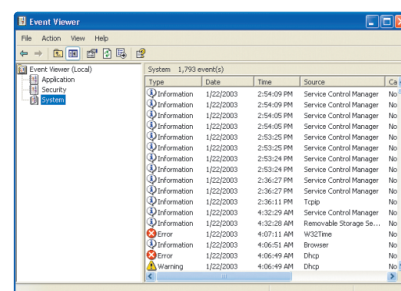 Event Viewer
File Action View Help
Event Viewer (Local)
Application
Security
System
System 1,793 event(s)
Type Date Time Source Ca
Information 1/22/2003 2:54:09 PM Service Control Manager No
Information 1/22/2003 2:54:09 PM Service Control Manager No
Information 1/22/2003 2:54:05 PM Service Control Manager No
Information 1/22/2003 2:54:05 PM Service Control Manager No
Information 1/22/2003 2:53:25 PM Service Control Manager No
Information 1/22/2003 2:53:25 PM Service Control Manager No
Information 1/22/2003 2:53:24 PM Service Control Manager No
Information 1/22/2003 2:53:24 PM Service Control Manager No
Information 1/22/2003 2:36:27 PM Service Control Manager No
Information 1/22/2003 2:36:27 PM Service Control Manager No
Information 1/22/2003 2:36:11 PM Tcpip No
Information 1/22/2003 4:32:29 AM Service Control Manager No
Information 1/22/2003 4:32:28 AM Removable Storage Se... No
Error 1/22/2003 4:07:11 AM W32Time No
Information 1/22/2003 4:06:51 AM Browser No
Error 1/22/2003 4:06:49 AM Dhcp No
Warning 1/22/2003 4:06:49 AM Dhcp No